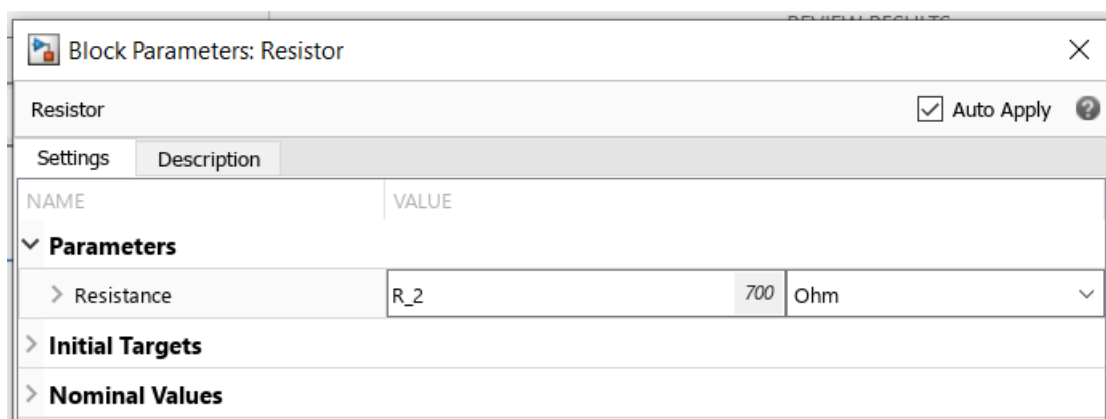 Block Parameters: Resistor
Resistor Auto Apply
Settings Description
NAME VALUE
Parameters
Resistance R_2 700 Ohm
Initial Targets
Nominal Values